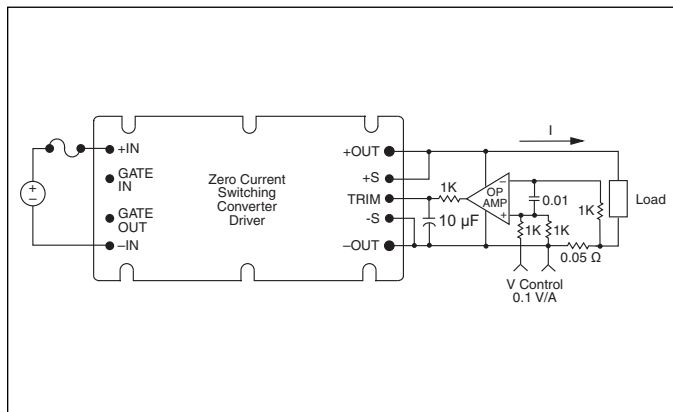 +IN
GATE
IN
GATE
OUT
–IN
Zero Current
Switching
Converter
Driver
+OUT
+S
TRIM
-S
–OUT
I
1K
10 µF
OP
AMP
–
+
0.01
1K
1K
1K
0.05 Ω
Load
V Control
0.1 V/A
+
–